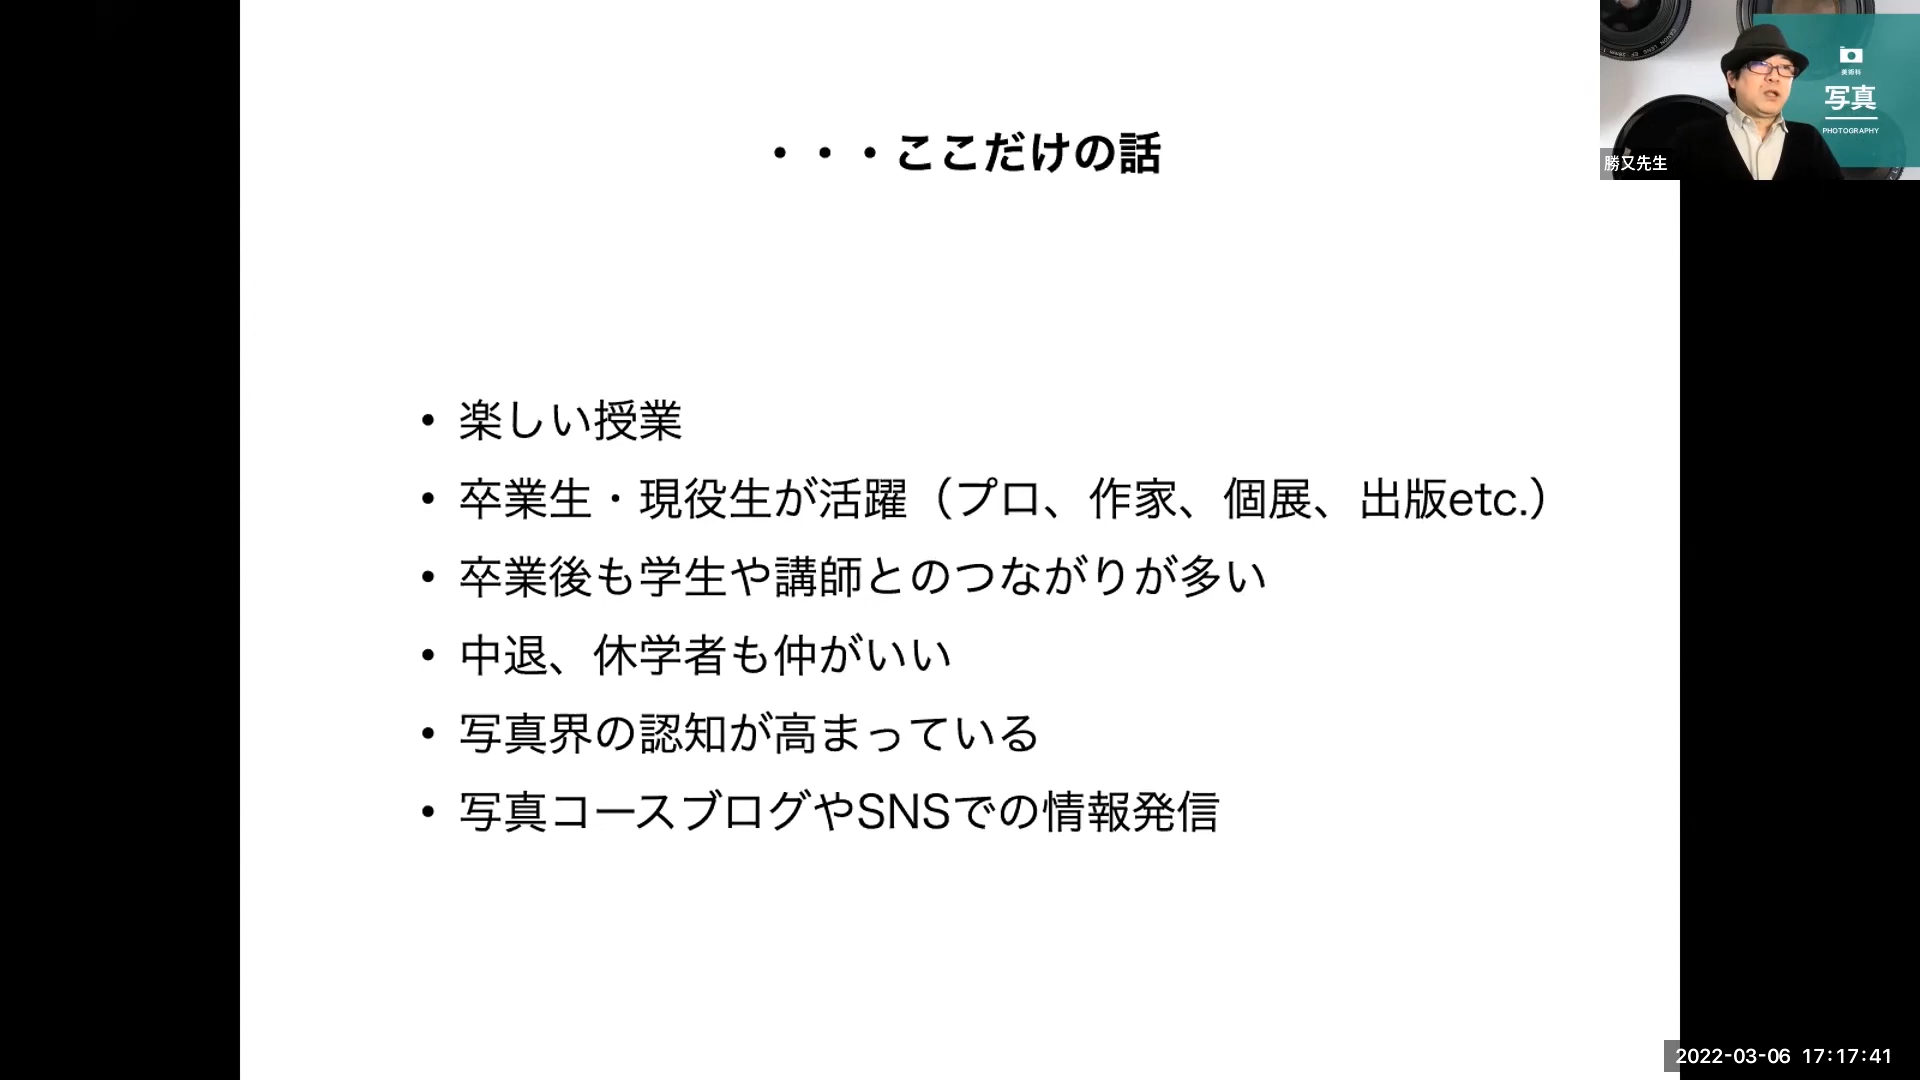 ・・・ここだけの話
• 楽しい授業
• 卒業生・現役生が活躍（プロ、作家、個展、出版etc.）
• 卒業後も学生や講師とのつながりが多い
• 中退、休学者も仲がいい
• 写真界の認知が高まっている
• 写真コースブログやSNSでの情報発信
美術科
写真
PHOTOGRAPHY
勝又先生
2022-03-06 17:17:41